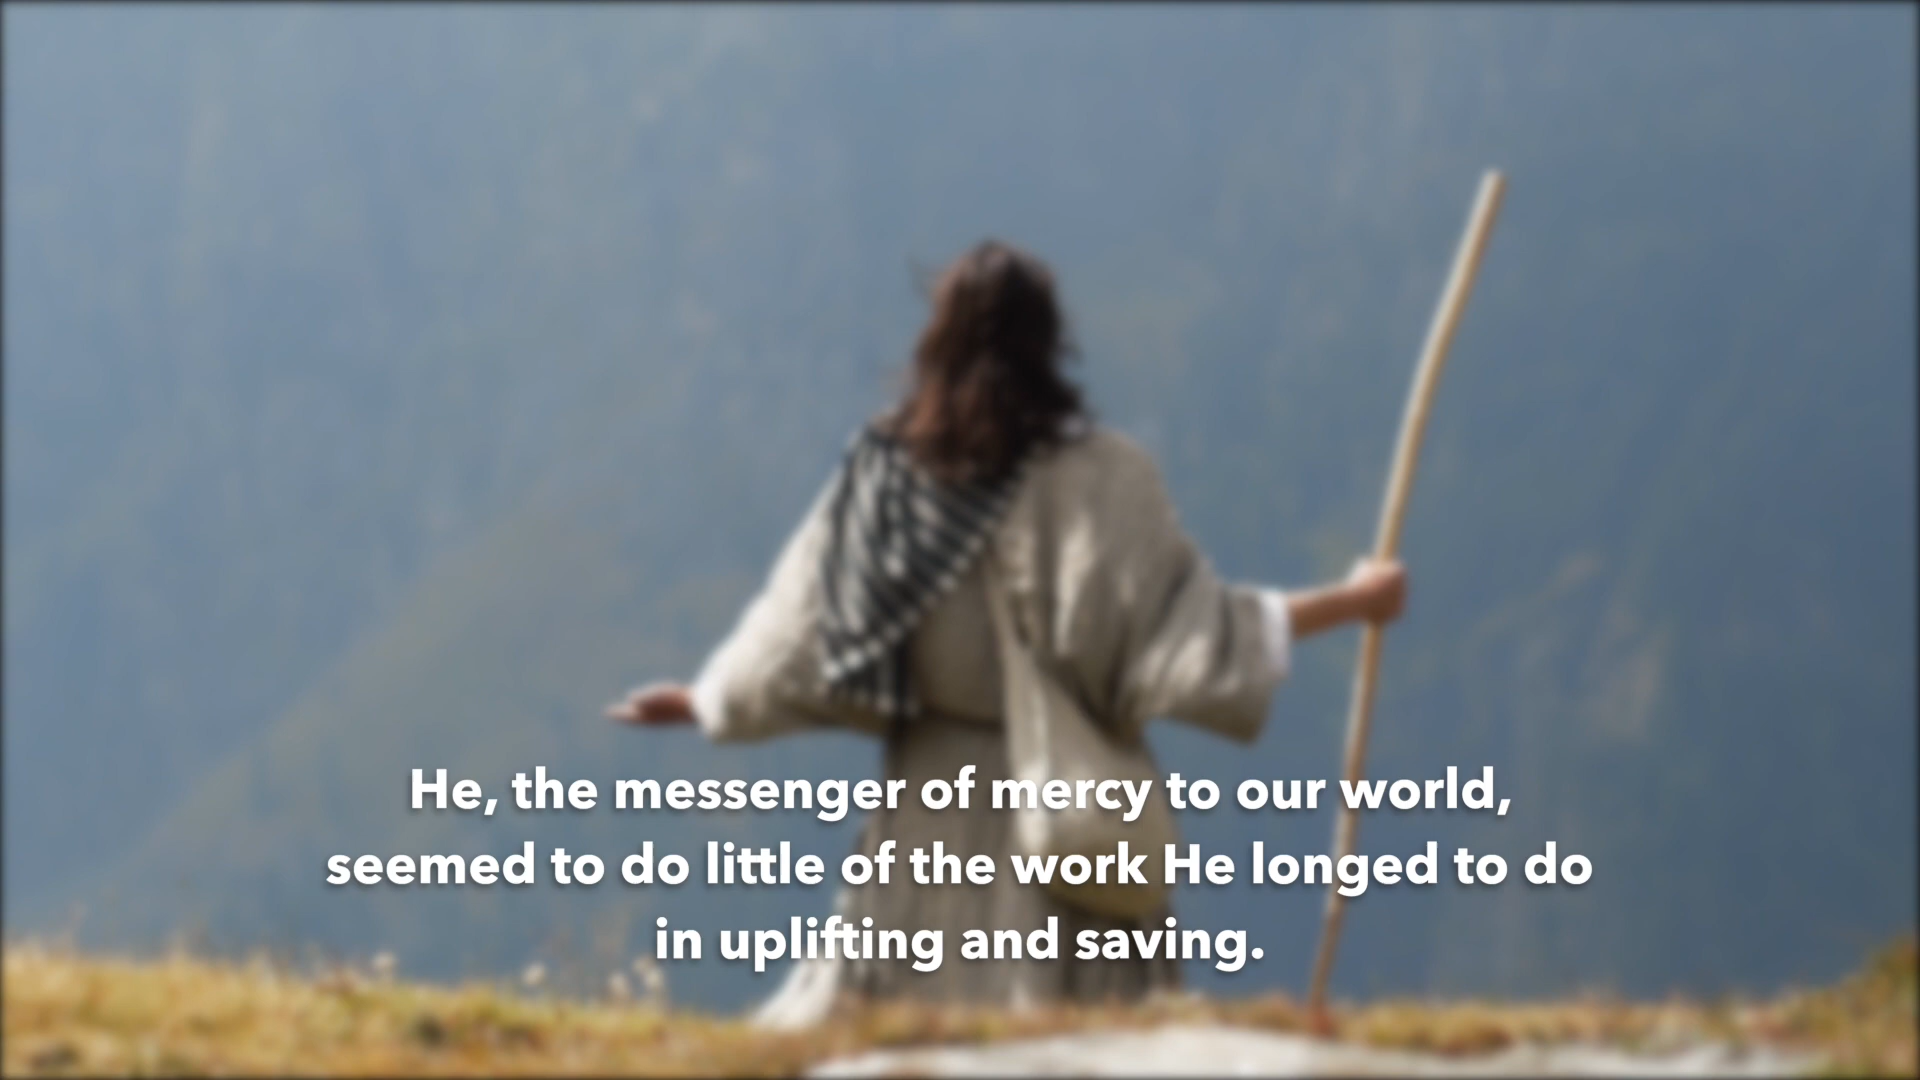 He, the messenger of mercy to our world,
seemed to do little of the work He longed to do
in uplifting and saving.